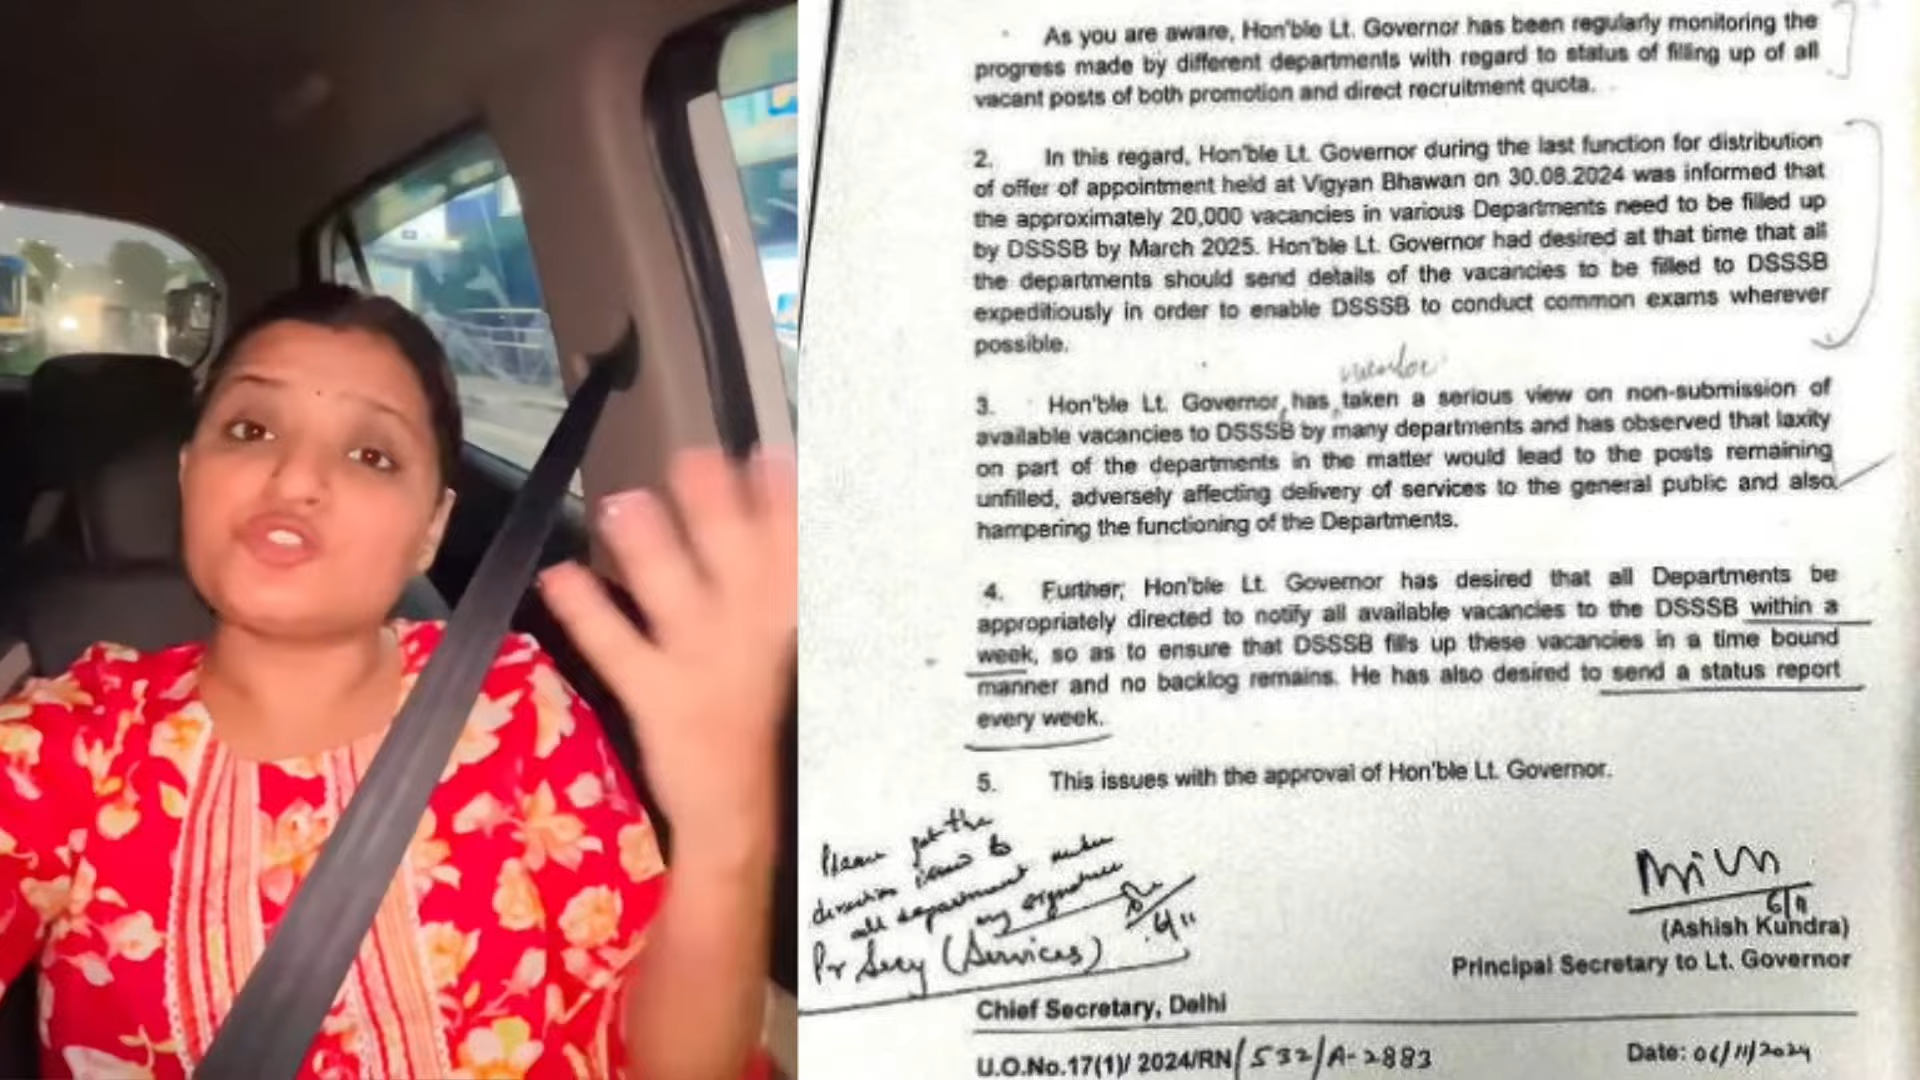 As you are aware, Hon'ble Lt. Governor has been regularly monitoring the
progress made by different departments with regard to status of filling up of all
vacant posts of both promotion and direct recruitment quota.
2. In this regard, Hon'ble Lt. Governor during the last function for distribution
of offer of appointment held at Vigyan Bhawan on 30.08.2024 was informed that
the approximately 20,000 vacancies in various Departments need to be filled up
by DSSSB by March 2025. Hon'ble Lt. Governor had desired at that time that all
the departments should send details of the vacancies to be filled to DSSSB
expeditiously in order to enable DSSSB to conduct common exams wherever
possible.
3. Hon'ble Lt. Governor, has taken a serious view on non-submission of
available vacancies to DSSSB by many departments and has observed that laxity
on part of the departments in the matter would lead to the posts remaining
unfilled, adversely affecting delivery of services to the general public and also
hampering the functioning of the Departments.
4. Further, Hon'ble Lt. Governor has desired that all Departments be
appropriately directed to notify all available vacancies to the DSSSB within a
week, so as to ensure that DSSSB fills up these vacancies in a time bound
manner and no backlog remains. He has also desired to send a status report
every week.
5. This issues with the approval of Hon'ble Lt. Governor.
Please put the
direction issue to
all department under
my signature
Pr Secy (Services)
6/11
(Ashish Kundra)
Principal Secretary to Lt. Governor
Chief Secretary, Delhi
U.O.No.17(1)/ 2024/RN/532/A-2883
Date: 06/11/2024